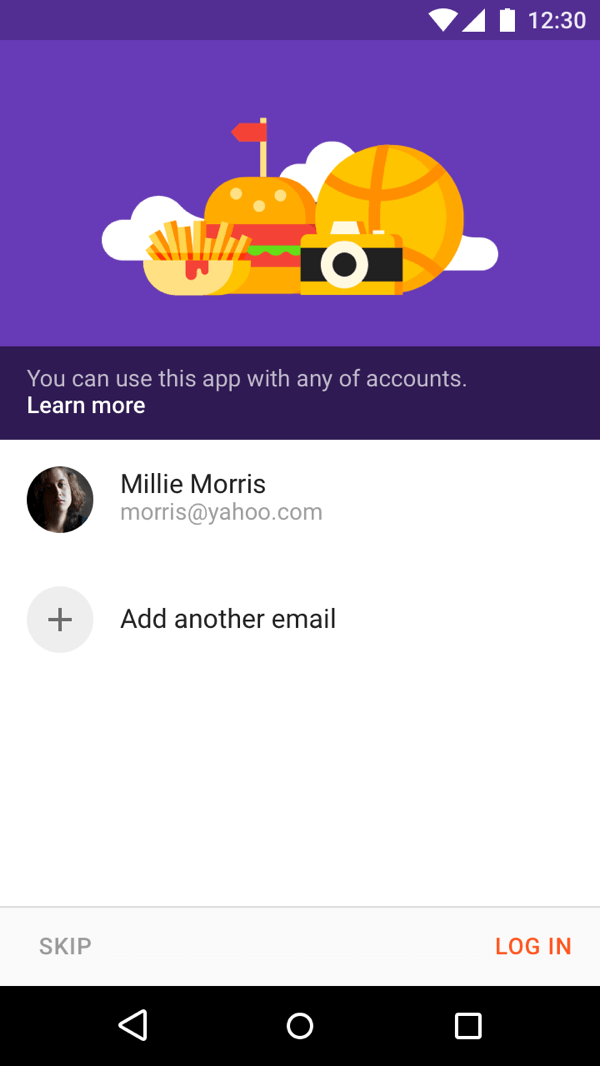 12:30
You can use this app with any of accounts.
Learn more
Millie Morris
morris@yahoo.com
Add another email
SKIP
LOG IN